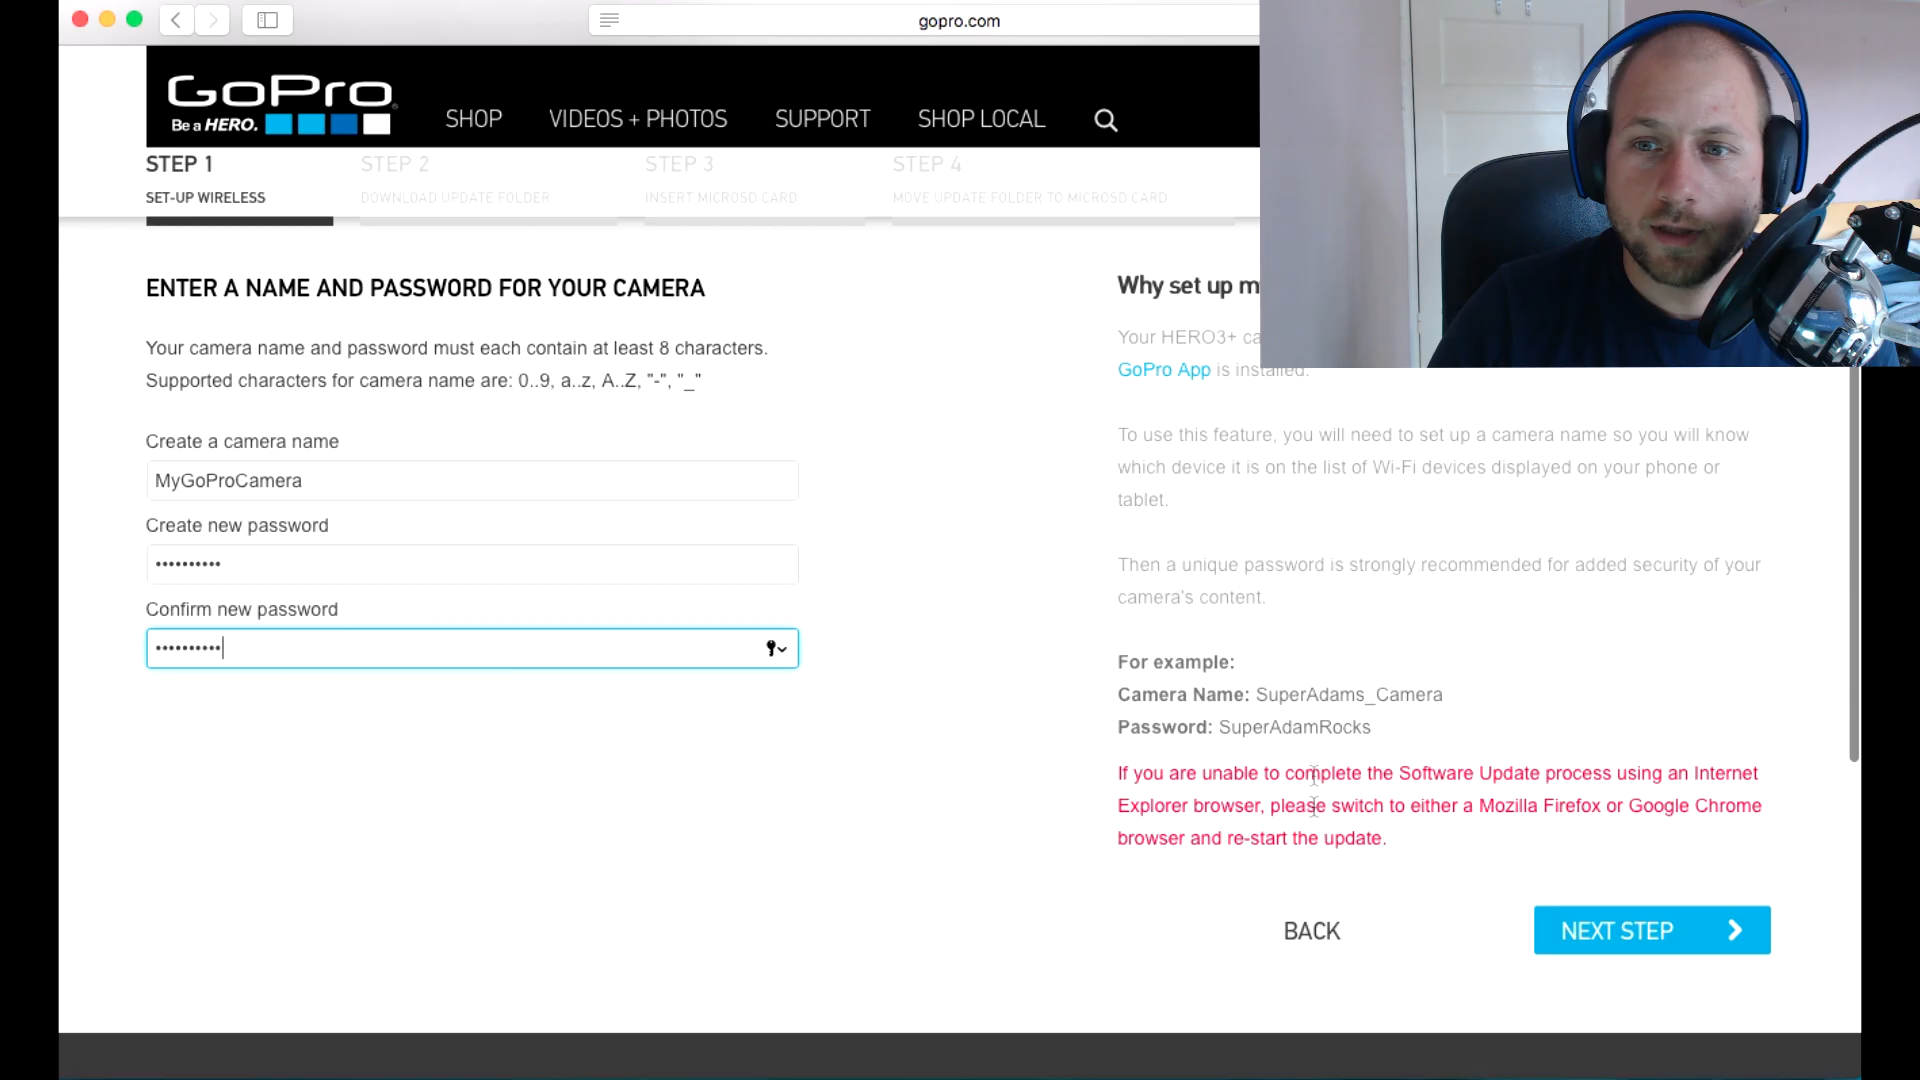 gopro.com
GoPro
Be a HERO.
SHOP VIDEOS + PHOTOS SUPPORT SHOP LOCAL
STEP 1 STEP 2 STEP 3 STEP 4
SET-UP WIRELESS DOWNLOAD UPDATE FOLDER INSERT MICROSD CARD MOVE UPDATE FOLDER TO MICROSD CARD
ENTER A NAME AND PASSWORD FOR YOUR CAMERA
Your camera name and password must each contain at least 8 characters.
Supported characters for camera name are: 0..9, a..z, A..Z, "-", "_"
Create a camera name
MyGoProCamera
Create new password
••••••••••
Confirm new password
••••••••••
Why set up m
Your HERO3+ ca
GoPro App is installed.
To use this feature, you will need to set up a camera name so you will know
which device it is on the list of Wi-Fi devices displayed on your phone or
tablet.
Then a unique password is strongly recommended for added security of your
camera's content.
For example:
Camera Name: SuperAdams_Camera
Password: SuperAdamRocks
If you are unable to complete the Software Update process using an Internet
Explorer browser, please switch to either a Mozilla Firefox or Google Chrome
browser and re-start the update.
BACK NEXT STEP